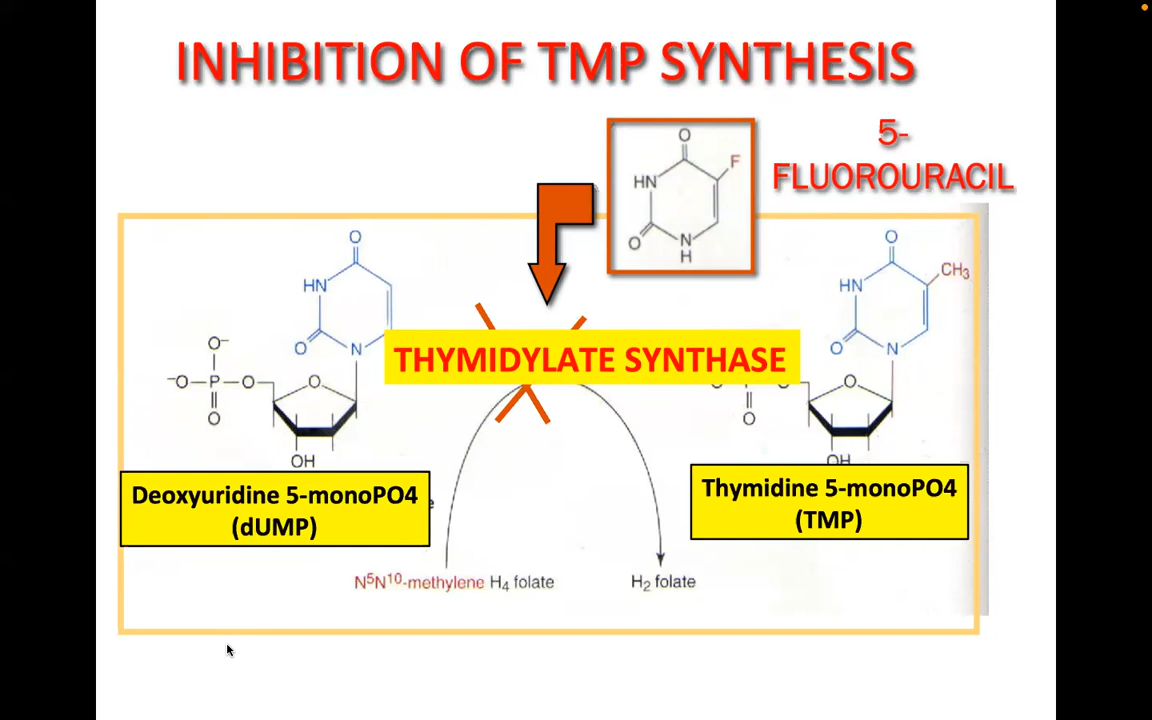 INHIBITION OF TMP SYNTHESIS
5-
FLUOROURACIL
O
F
HN
O
N
H
O
HN
O
N
O⁻
⁻O
P
O
O
O
OH
THYMIDYLATE SYNTHASE
O
CH₃
HN
O
N
O
O
OH
Deoxyuridine 5-monoPO4
(dUMP)
Thymidine 5-monoPO4
(TMP)
N⁵N¹⁰-methylene H₄ folate
H₂ folate